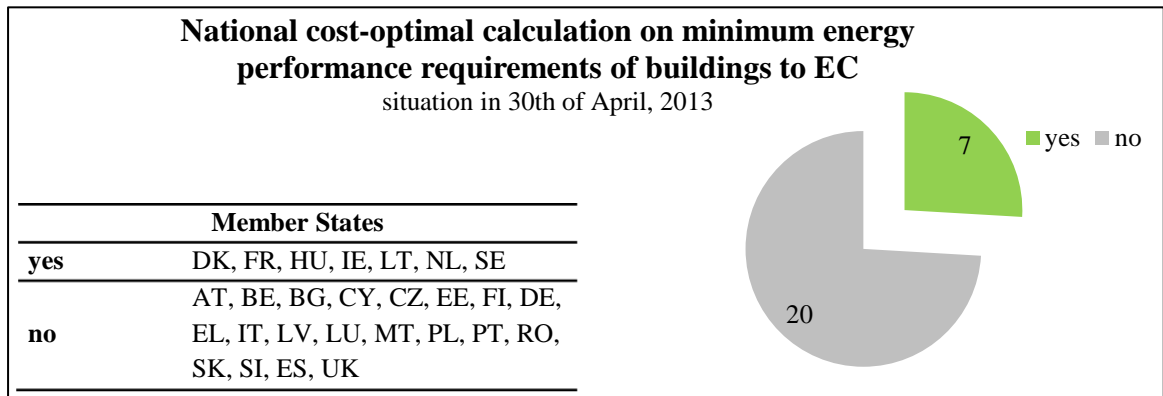 National cost-optimal calculation on minimum energy
performance requirements of buildings to EC
situation in 30th of April, 2013
7
yes no
20
Member States
yes DK, FR, HU, IE, LT, NL, SE
no AT, BE, BG, CY, CZ, EE, FI, DE,
EL, IT, LV, LU, MT, PL, PT, RO,
SK, SI, ES, UK